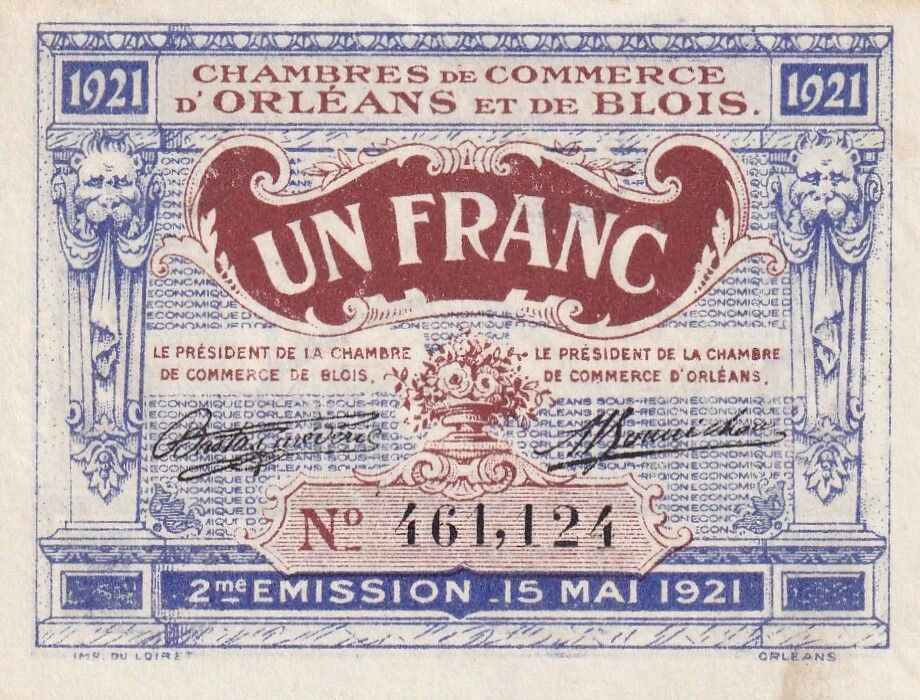 1921 CHAMBRES DE COMMERCE 1921
D'ORLÉANS ET DE BLOIS.
UN FRANC
LE PRÉSIDENT DE LA CHAMBRE
DE COMMERCE DE BLOIS.
LE PRÉSIDENT DE LA CHAMBRE
DE COMMERCE D'ORLÉANS.
Nº 461,124
2me EMISSION _15 MAI 1921
IMP. DU LOIRET ORLÉANS